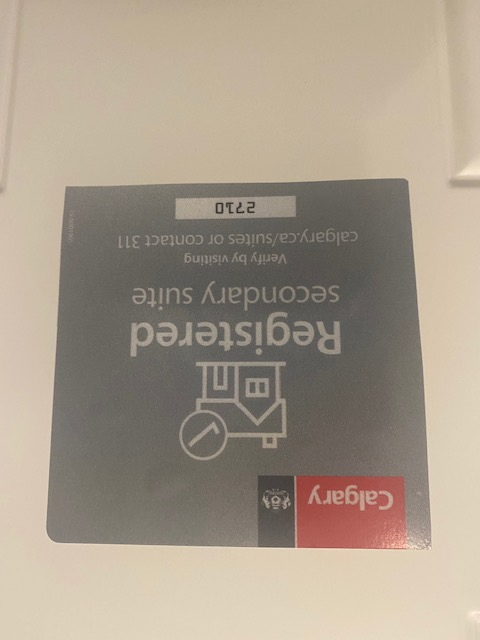 Calgary
Registered
secondary suite
Verify by visiting
calgary.ca/suites or contact 311
2710